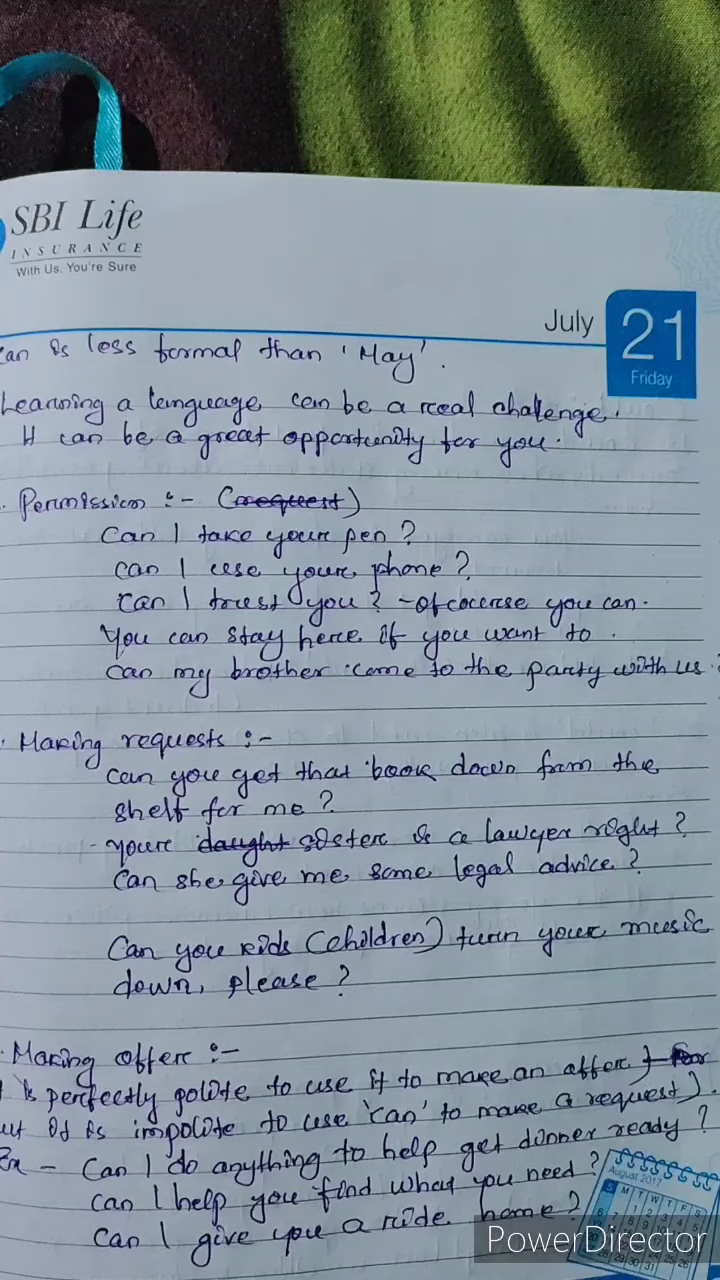 SBI Life
INSURANCE
With Us, You're Sure
July 21
Friday
Can is less formal than 'May'.
Learning a language can be a real challenge.
It can be a great opportunity for you.
Permission :- (request)
Can I take your pen ?
Can I use your phone ?
Can I trust you ? - Ofcourse you can.
You can stay here if you want to.
Can my brother come to the party with us ?
Making requests :-
Can you get that book down from the
shelf for me ?
- your daught sister is a lawyer right ?
Can she give me some legal advice ?
Can you kids (children) turn your music
down, please ?
Making offer :-
is perfectly polite to use it to make an offer) for
but it is impolite to use 'can' to make a request).
Ex - Can I do anything to help get dinner ready ?
Can I help you find what you need ?
Can I give you a ride home ?
August 2017
S M T W T F S
PowerDirector